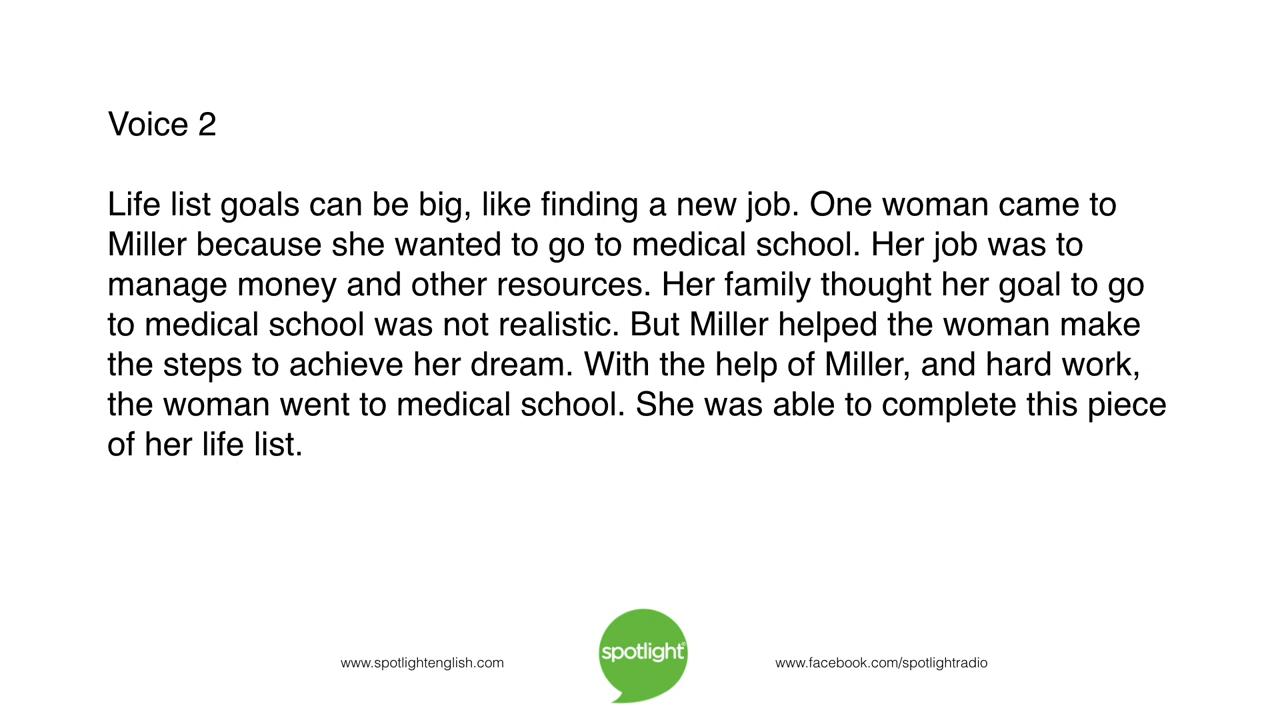 Voice 2
Life list goals can be big, like finding a new job. One woman came to
Miller because she wanted to go to medical school. Her job was to
manage money and other resources. Her family thought her goal to go
to medical school was not realistic. But Miller helped the woman make
the steps to achieve her dream. With the help of Miller, and hard work,
the woman went to medical school. She was able to complete this piece
of her life list.
www.spotlightenglish.com
spotlight®
www.facebook.com/spotlightradio